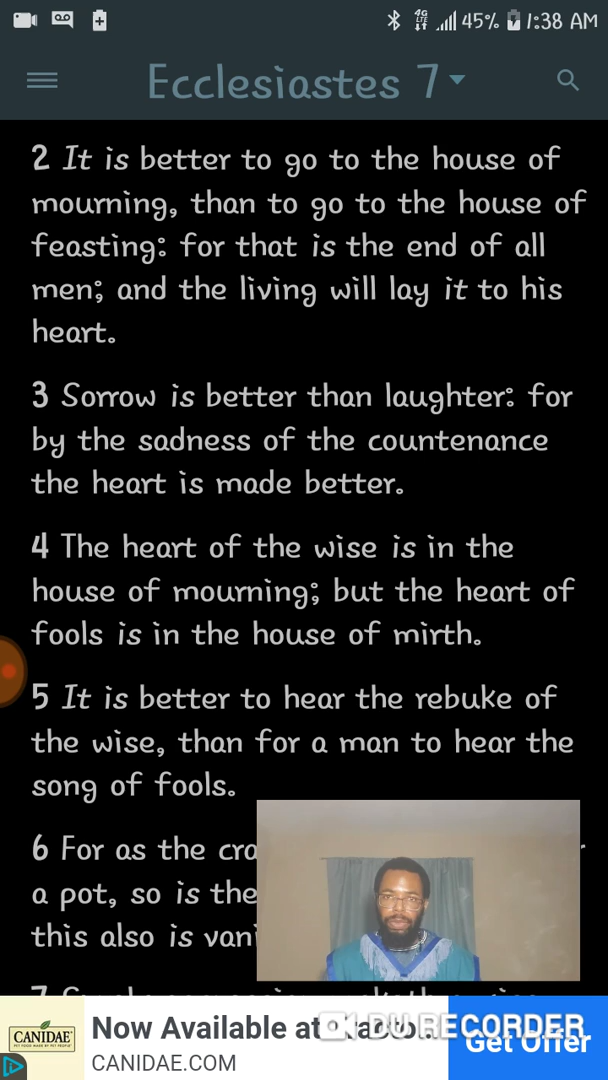 4G
LTE
45%
1:38 AM
Ecclesiastes 7
2 It is better to go to the house of
mourning, than to go to the house of
feasting: for that is the end of all
men; and the living will lay it to his
heart.
3 Sorrow is better than laughter: for
by the sadness of the countenance
the heart is made better.
4 The heart of the wise is in the
house of mourning; but the heart of
fools is in the house of mirth.
5 It is better to hear the rebuke of
the wise, than for a man to hear the
song of fools.
6 For as the cra
a pot, so is the
this also is vani
7
CANIDAE
Now Available at
CANIDAE.COM
DU RECORDER
Get Offer